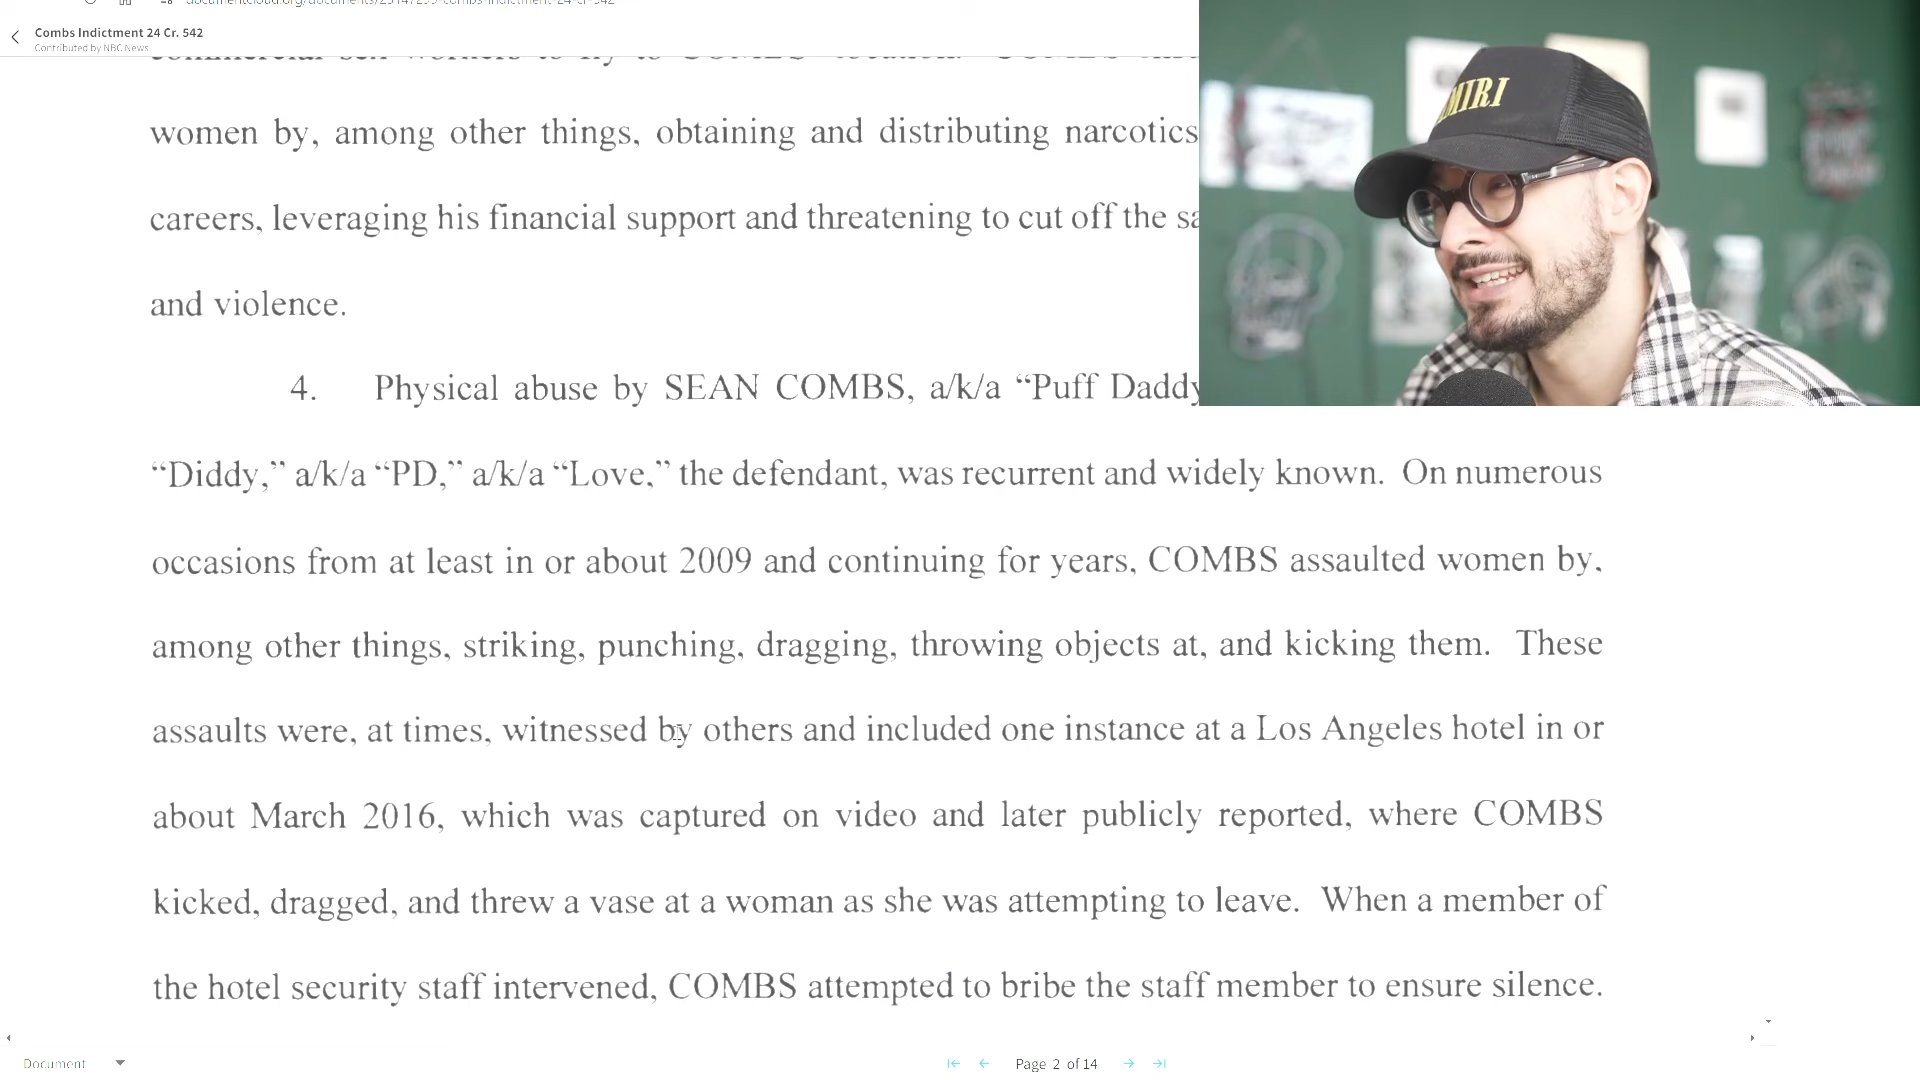 Combs Indictment 24 Cr. 542
Contributed by NBC News
women by, among other things, obtaining and distributing narcotics
careers, leveraging his financial support and threatening to cut off the
and violence.
4. Physical abuse by SEAN COMBS, a/k/a “Puff Daddy
“Diddy,” a/k/a “PD,” a/k/a “Love,” the defendant, was recurrent and widely known. On numerous
occasions from at least in or about 2009 and continuing for years, COMBS assaulted women by,
among other things, striking, punching, dragging, throwing objects at, and kicking them. These
assaults were, at times, witnessed by others and included one instance at a Los Angeles hotel in or
about March 2016, which was captured on video and later publicly reported, where COMBS
kicked, dragged, and threw a vase at a woman as she was attempting to leave. When a member of
the hotel security staff intervened, COMBS attempted to bribe the staff member to ensure silence.
Document
Page 2 of 14